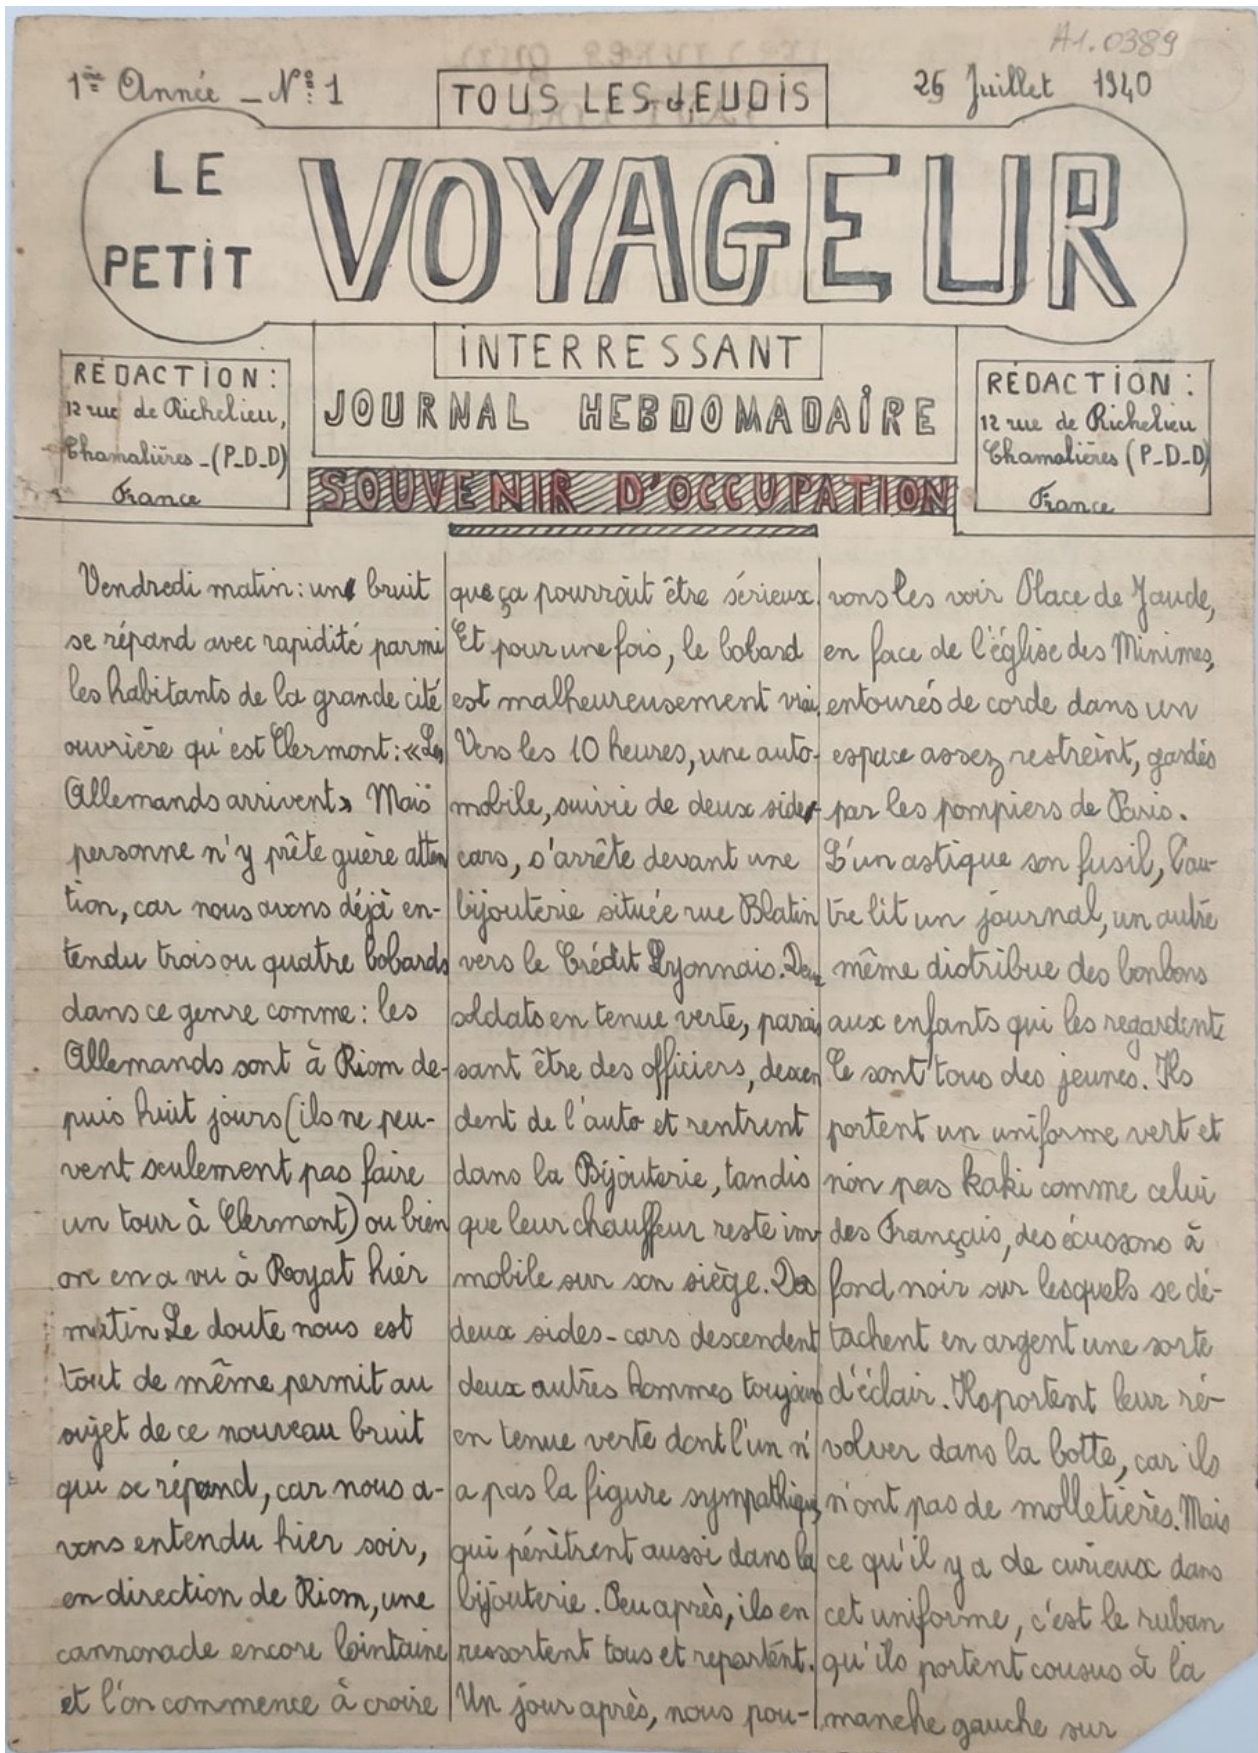 A1.0389
1ère Année _ Nº: 1
TOUS LES JEUDIS
26 Juillet 1940
LE
PETIT
VOYAGEUR
INTERRESSANT
JOURNAL HEBDOMADAIRE
RÉDACTION:
12 rue de Richelieu,
Chamalières_(P_D_D)
France
RÉDACTION:
12 rue de Richelieu
Chamalières (P_D_D)
France
SOUVENIR D'OCCUPATION
Vendredi matin: un bruit
se répand avec rapidité parmi
les habitants de la grande cité
ouvrière qu'est Clermont: «Les
Allemands arrivent» Mais
personne n'y prête guère atten
tion, car nous avons déjà en-
tendu trois ou quatre bobards
dans ce genre comme: les
Allemands sont à Riom de-
puis huit jours (ils ne peu-
vent seulement pas faire
un tour à Clermont) ou bien
on en a vu à Royat hier
matin Le doute nous est
tout de même permit au
sujet de ce nouveau bruit
qui se répand, car nous a-
vons entendu hier soir,
en direction de Riom, une
cannonade encore lointaine
et l'on commence à croire
que ça pourrait être sérieux.
Et pour une fois, le bobard
est malheureusement vrai.
Vers les 10 heures, une auto-
mobile, suivie de deux side-
cars, s'arrête devant une
bijouterie située rue Blatin
vers le Crédit Lyonnais. Deux
soldats en tenue verte, parais
sant être des officiers, descen
dent de l'auto et rentrent
dans la Bijouterie, tandis
que leur chauffeur reste im-
mobile sur son siège. Des
deux sides-cars descendent
deux autres hommes toujours
en tenue verte dont l'un n'
a pas la figure sympathique,
qui pénètrent aussi dans la
bijouterie. Peu après, ils en
ressortent tous et repartent.
Un jour après, nous pou-
vons les voir Place de Jaude,
en face de l'église des Minimes,
entourés de corde dans un
espace assez restreint, gardés
par les pompiers de Paris.
L'un astique son fusil, l'au-
tre lit un journal, un autre
même distribue des bonbons
aux enfants qui les regardent
Ce sont tous des jeunes. Ils
portent un uniforme vert et
non pas kaki comme celui
des Français, des écussons à
fond noir sur lesquels se dé-
tachent en argent une sorte
d'éclair. Ils portent leur ré-
volver dans la botte, car ils
n'ont pas de molletières. Mais
ce qu'il y a de curieux dans
cet uniforme, c'est le ruban
qu'ils portent cousus à la
manche gauche sur